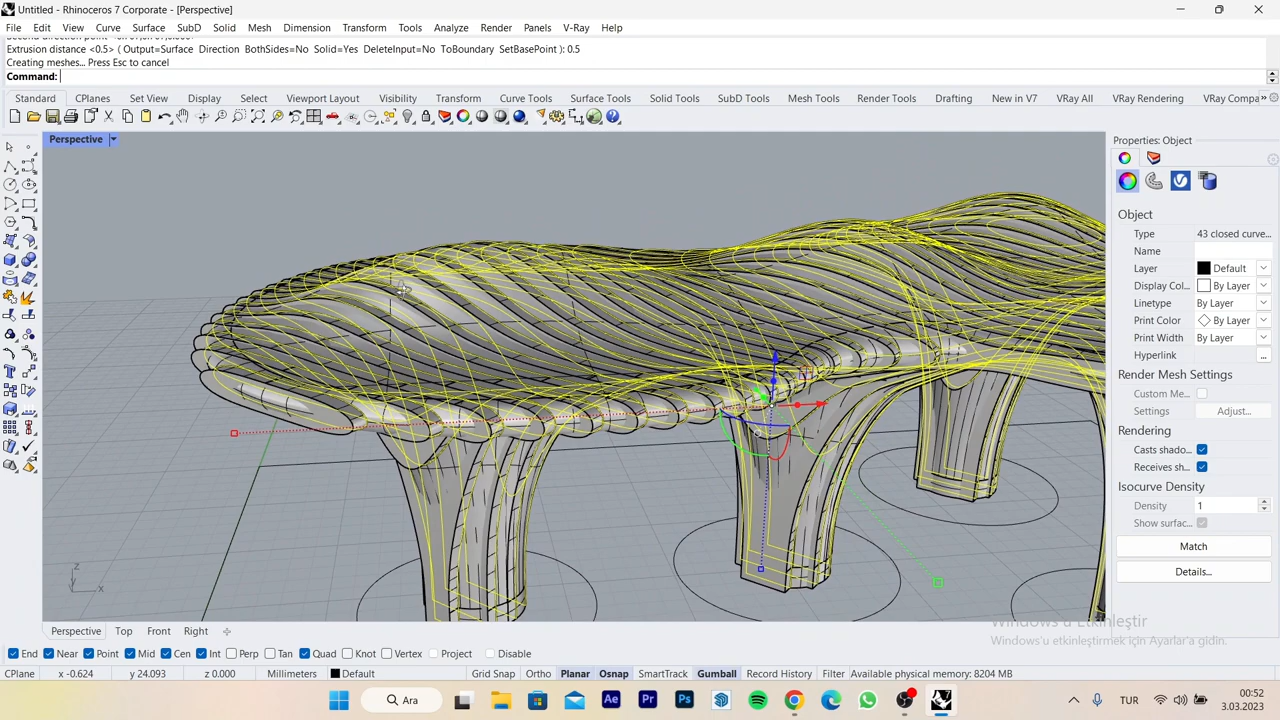 Untitled - Rhinoceros 7 Corporate - [Perspective]
File Edit View Curve Surface SubD Solid Mesh Dimension Transform Tools Analyze Render Panels V-Ray Help
Extrusion distance <0.5> ( Output=Surface Direction BothSides=No Solid=Yes DeleteInput=No ToBoundary SetBasePoint ): 0.5
Creating meshes... Press Esc to cancel
Command:
Standard CPlanes Set View Display Select Viewport Layout Visibility Transform Curve Tools Surface Tools Solid Tools SubD Tools Mesh Tools Render Tools Drafting New in V7 VRay All VRay Rendering VRay Compa
Perspective
Properties: Object
Object
Type 43 closed curve...
Name
Layer Default
Display Col... By Layer
Linetype By Layer
Print Color By Layer
Print Width By Layer
Hyperlink ...
Render Mesh Settings
Custom Me...
Settings Adjust...
Rendering
Casts shado...
Receives sh...
Isocurve Density
Density 1
Show surfac...
Match
Details...
z
x
Windows'u Etkinleştir
Windows'u etkinleştirmek için Ayarlar'a gidin.
Perspective Top Front Right
End Near Point Mid Cen Int Perp Tan Quad Knot Vertex Project Disable
CPlane x -0.624 y 24.093 z 0.000 Millimeters Default Grid Snap Ortho Planar Osnap SmartTrack Gumball Record History Filter Available physical memory: 8204 MB
Ara
TUR
00:52
3.03.2023